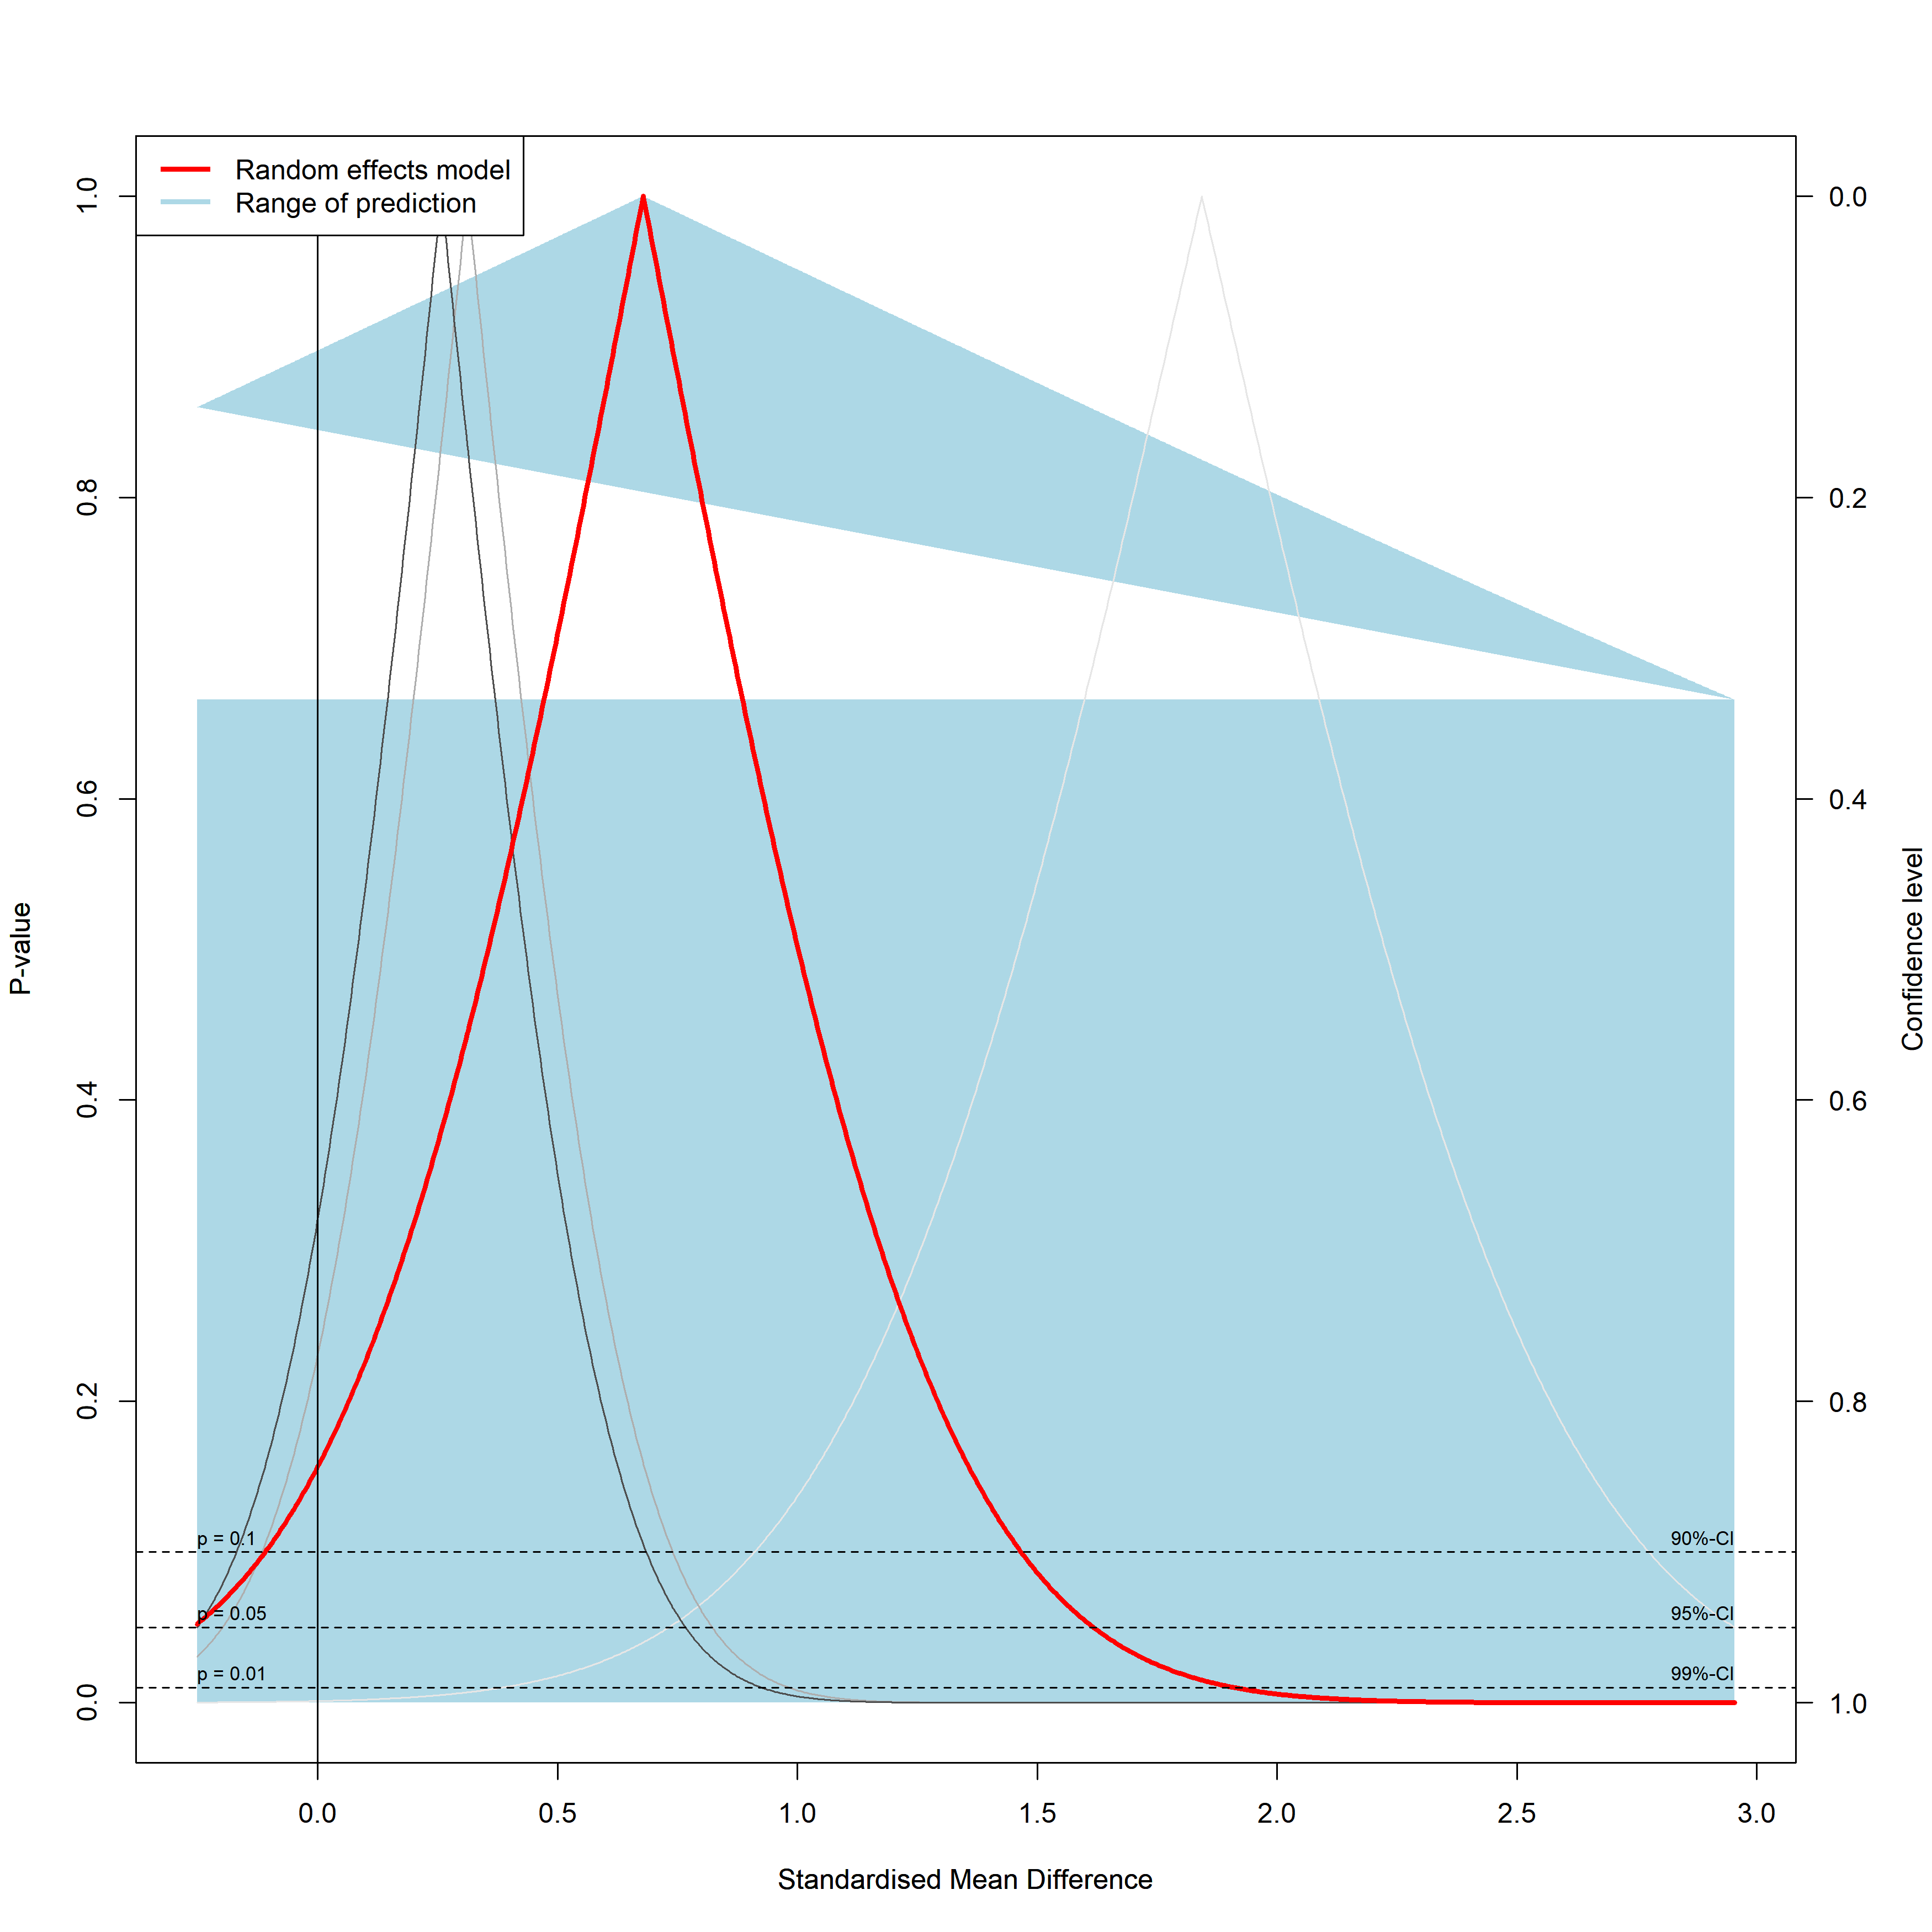 Random effects model
Range of prediction
1.0
0.8
0.6
0.4
0.2
0.0
P-value
0.0
0.2
0.4
0.6
0.8
1.0
Confidence level
p = 0.1
90%-CI
p = 0.05
95%-CI
p = 0.01
99%-CI
0.0 0.5 1.0 1.5 2.0 2.5 3.0
Standardised Mean Difference